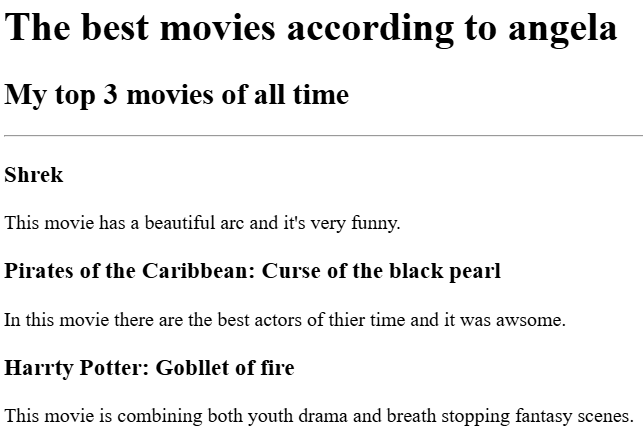 The best movies according to angela
My top 3 movies of all time
Shrek
This movie has a beautiful arc and it's very funny.
Pirates of the Caribbean: Curse of the black pearl
In this movie there are the best actors of thier time and it was awsome.
Harrty Potter: Gobllet of fire
This movie is combining both youth drama and breath stopping fantasy scenes.